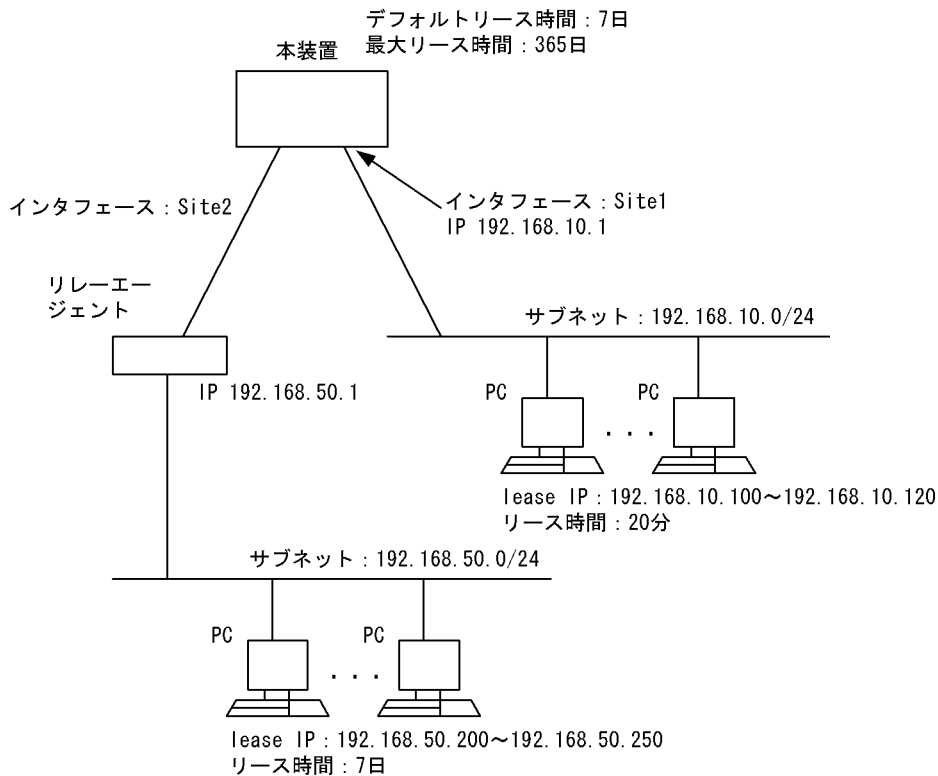 デフォルトリース時間：7日
最大リース時間：365日
本装置
インタフェース：Site2
インタフェース：Site1
IP 192.168.10.1
リレーエー
ジェント
サブネット：192.168.10.0/24
IP 192.168.50.1
PC
PC
. . .
lease IP：192.168.10.100～192.168.10.120
リース時間：20分
サブネット：192.168.50.0/24
PC
PC
. . .
lease IP：192.168.50.200～192.168.50.250
リース時間：7日